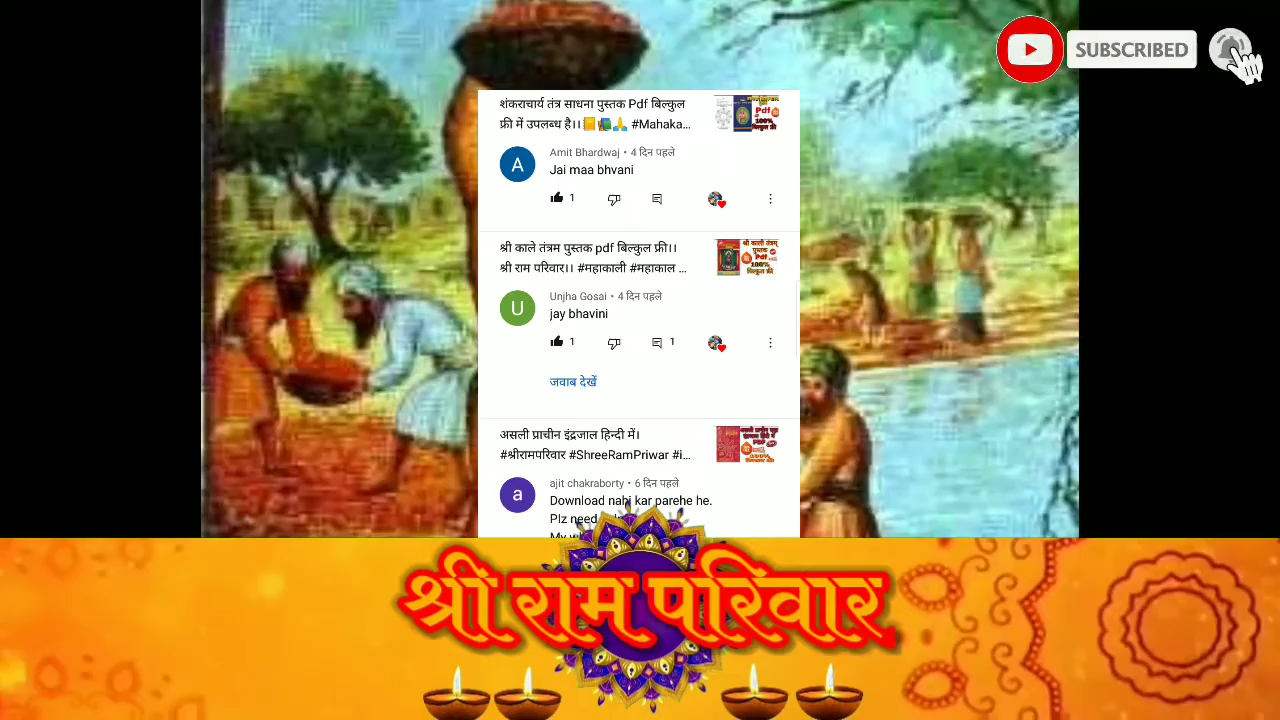 SUBSCRIBED
शंकराचार्य तंत्र साधना पुस्तक Pdf बिल्कुल
फ्री में उपलब्ध है।। #Mahaka...
Amit Bhardwaj • 4 दिन पहले
A
Jai maa bhvani
1
श्री काले तंत्रम पुस्तक pdf बिल्कुल फ्री।।
श्री राम परिवार।। #महाकाली #महाकाल ...
Unjha Gosai • 4 दिन पहले
U
jay bhavini
1
1
जवाब देखें
असली प्राचीन इंद्रजाल हिन्दी में।
#श्रीरामपरिवार #ShreeRamPriwar #i...
ajit chakraborty • 6 दिन पहले
a
Download nahi kar parehe he.
Plz need
My
श्री राम परिवार